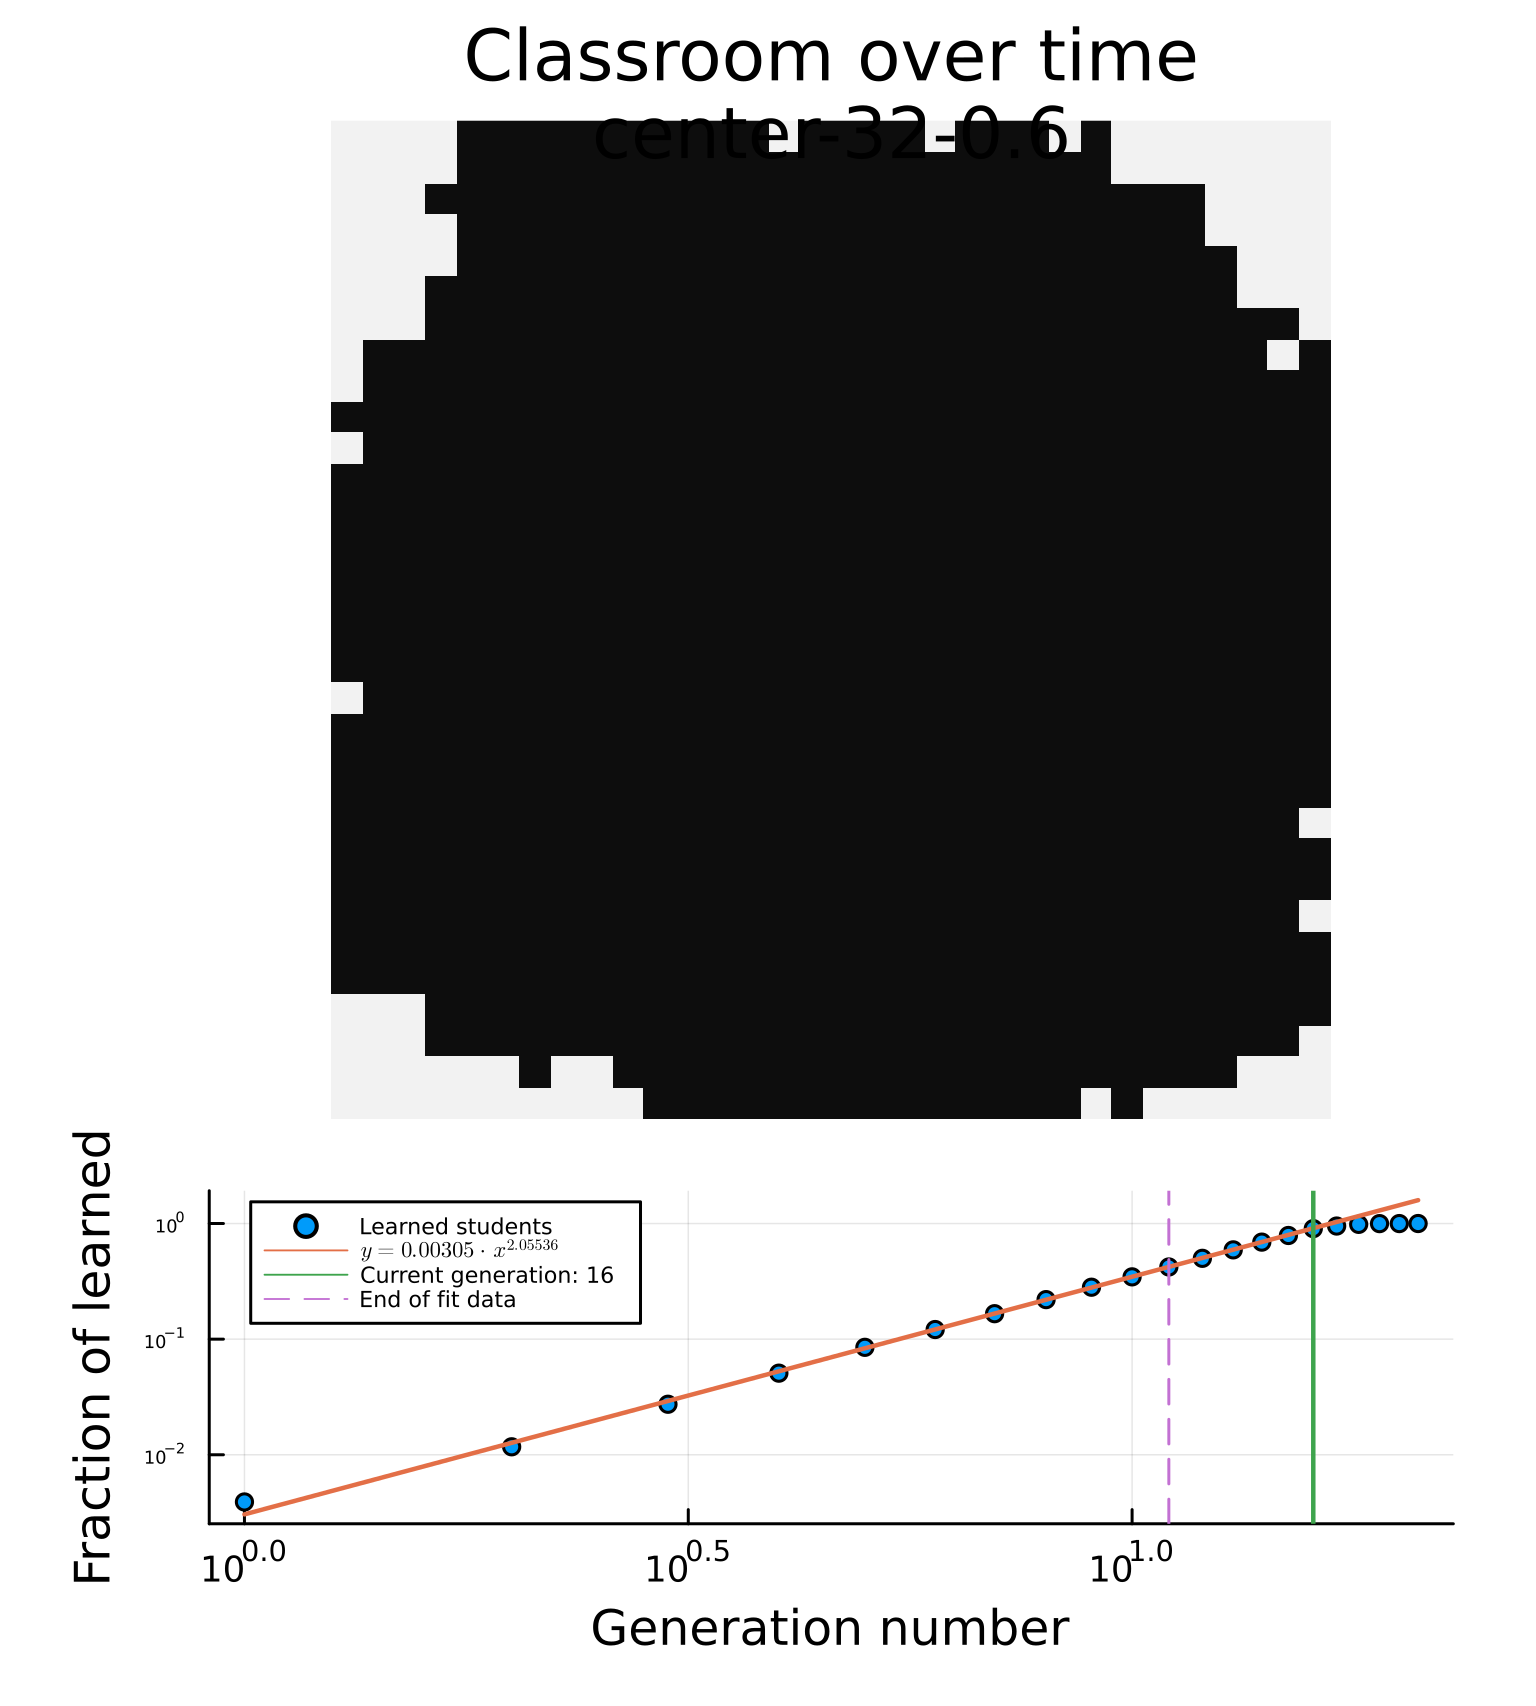 Classroom over time
center-32-0.6
Fraction of learned
10⁰
10⁻¹
10⁻²
Learned students
y = 0.00305 · x^{2.05536}
Current generation: 16
End of fit data
10^{0.0} 10^{0.5} 10^{1.0}
Generation number